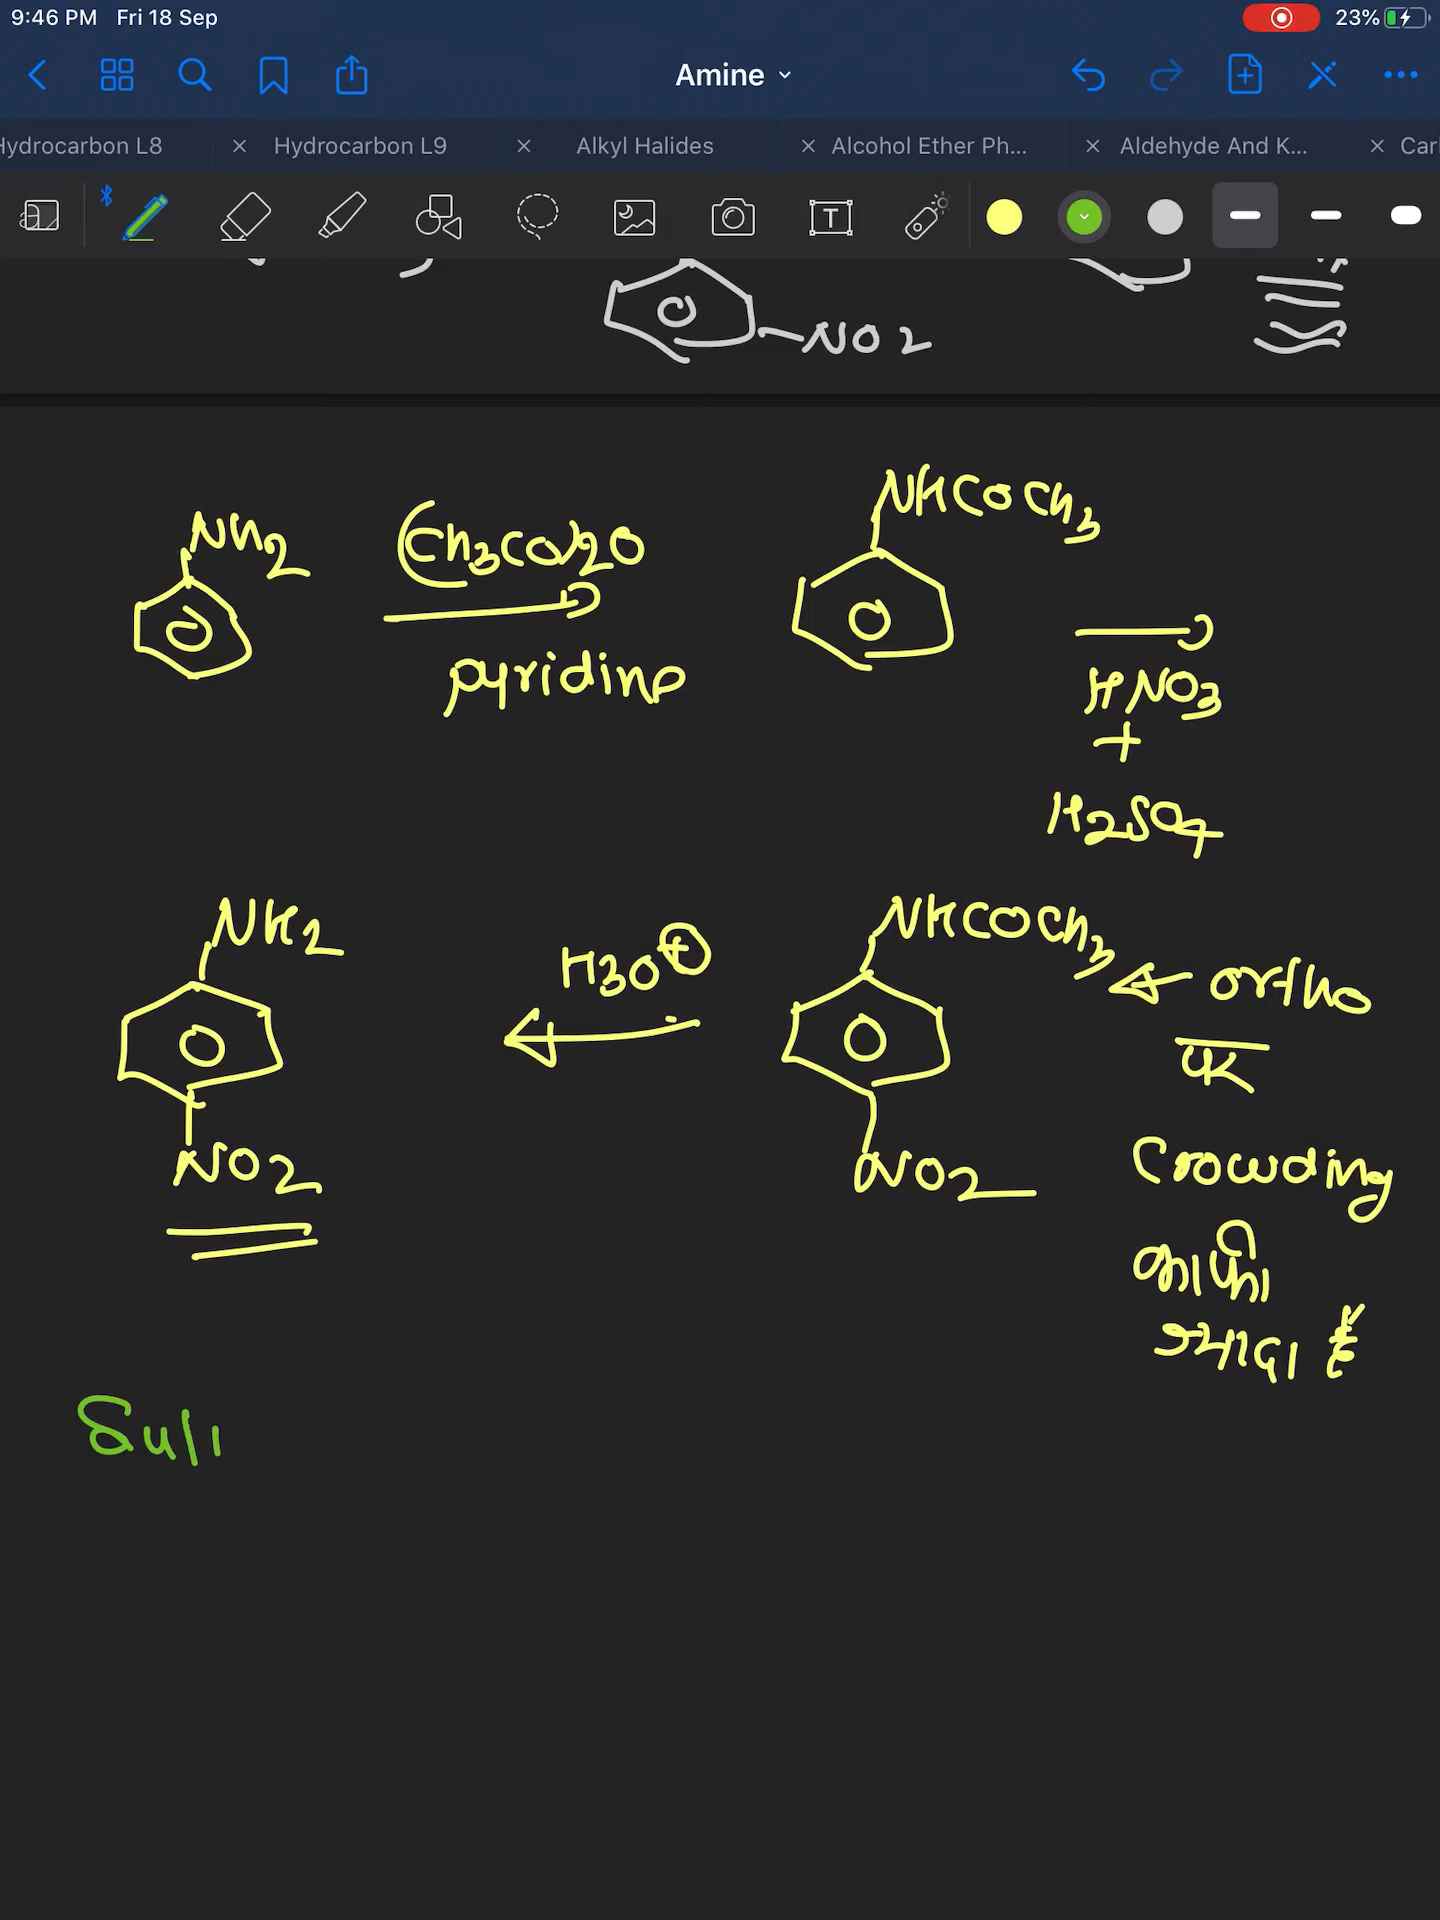 9:46 PM Fri 18 Sep
23%
Amine
Hydrocarbon L8
Hydrocarbon L9
Alkyl Halides
Alcohol Ether Ph...
Aldehyde And K...
Car
T
NO2
NH2
(CH3CO)2O
pyridine
NHCOCH3
HNO3
+
H2SO4
NH2
NO2
H3O+
NHCOCH3
NO2
ortho
पर
Crowding
काफी
ज्यादा है
Sul